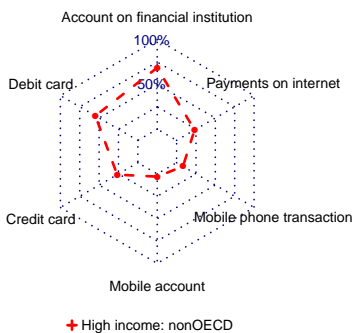 Account on financial institution
100%
Debit card
50%
Payments on internet
Credit card
Mobile phone transaction
Mobile account
High income: nonOECD